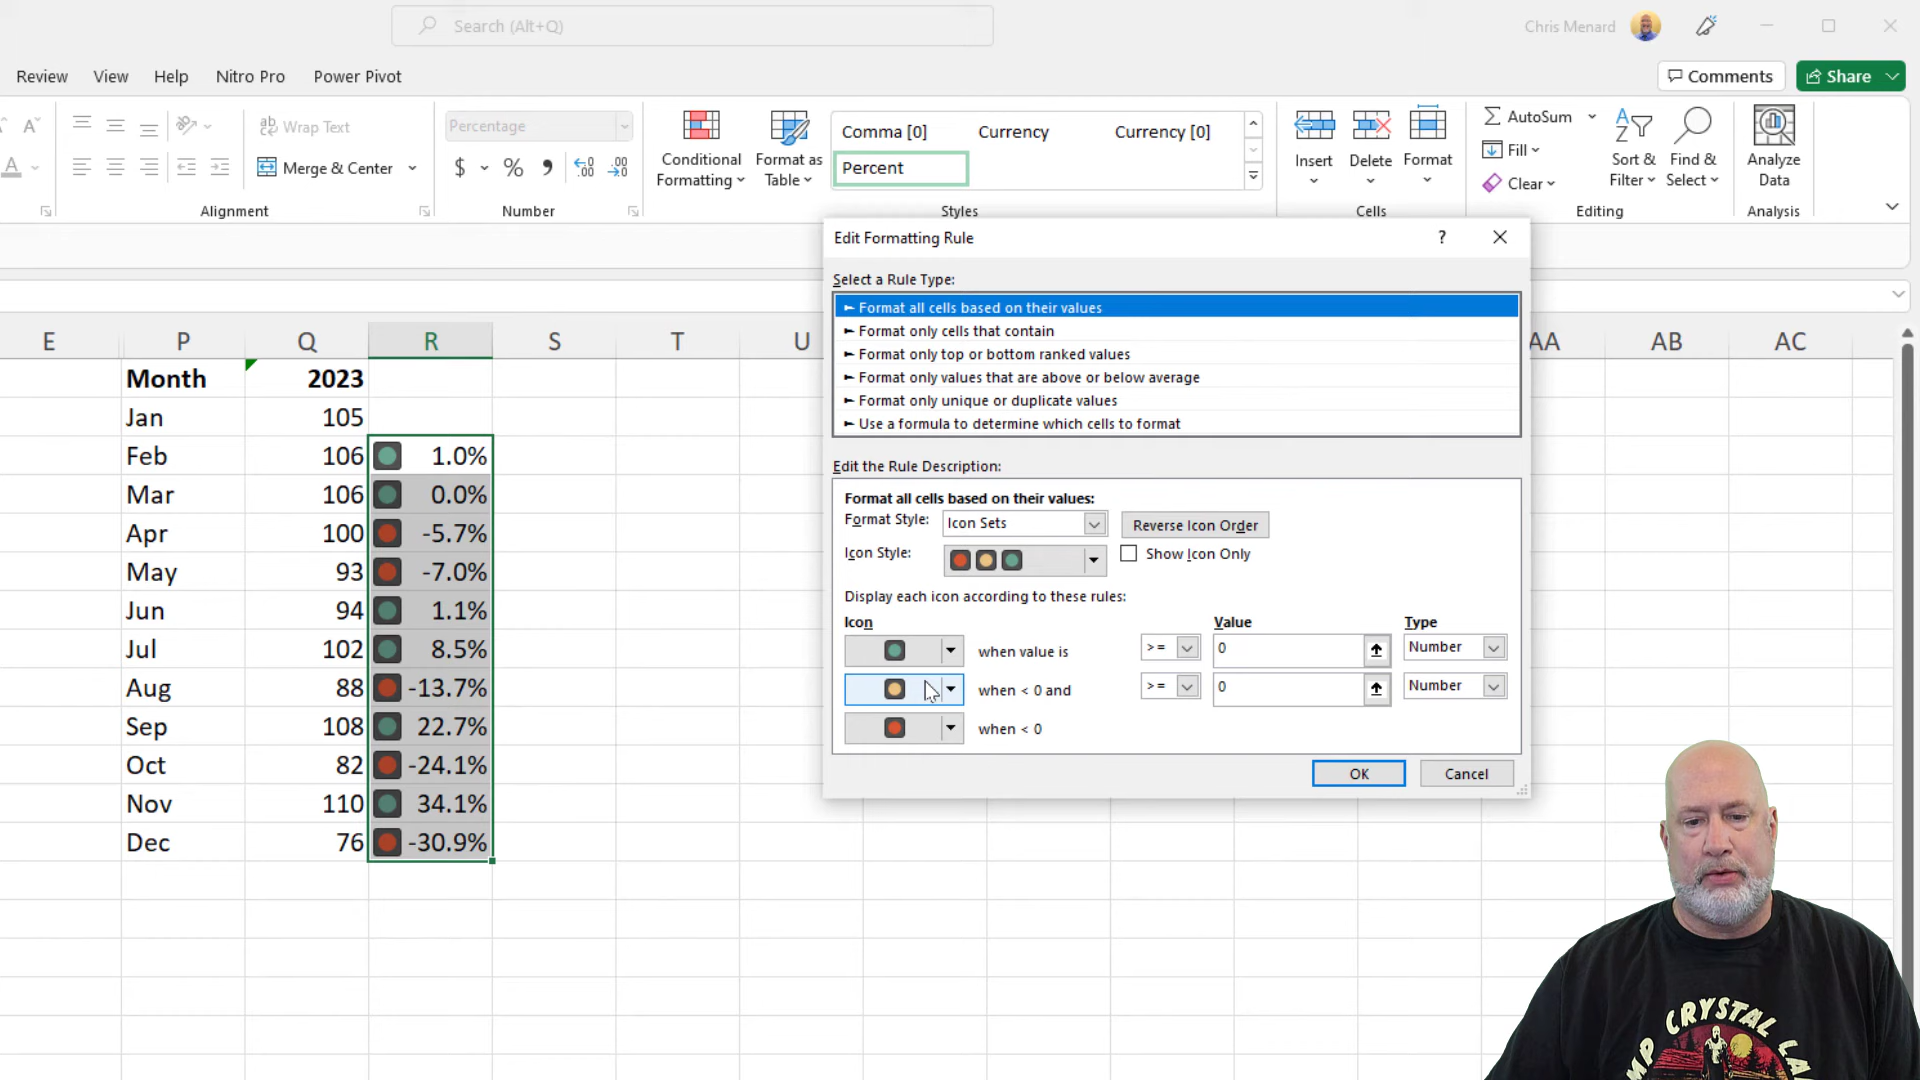 Search (Alt+Q)
Chris Menard
Review View Help Nitro Pro Power Pivot
Comments Share
Wrap Text
Merge & Center
Alignment
Percentage
$ % ,
Number
Conditional Formatting
Format as Table
Comma [0] Currency Currency [0]
Percent
Styles
Insert Delete Format
Cells
AutoSum
Fill
Clear
Sort & Filter
Find & Select
Editing
Analyze Data
Analysis
E P Q R S T U AA AB AC
Month 2023
Jan 105
Feb 106 1.0%
Mar 106 0.0%
Apr 100 -5.7%
May 93 -7.0%
Jun 94 1.1%
Jul 102 8.5%
Aug 88 -13.7%
Sep 108 22.7%
Oct 82 -24.1%
Nov 110 34.1%
Dec 76 -30.9%
Edit Formatting Rule ?
Select a Rule Type:
► Format all cells based on their values
► Format only cells that contain
► Format only top or bottom ranked values
► Format only values that are above or below average
► Format only unique or duplicate values
► Use a formula to determine which cells to format
Edit the Rule Description:
Format all cells based on their values:
Format Style: Icon Sets Reverse Icon Order
Icon Style: Show Icon Only
Display each icon according to these rules:
Icon Value Type
when value is >= 0 Number
when < 0 and >= 0 Number
when < 0
OK Cancel
CRYSTAL